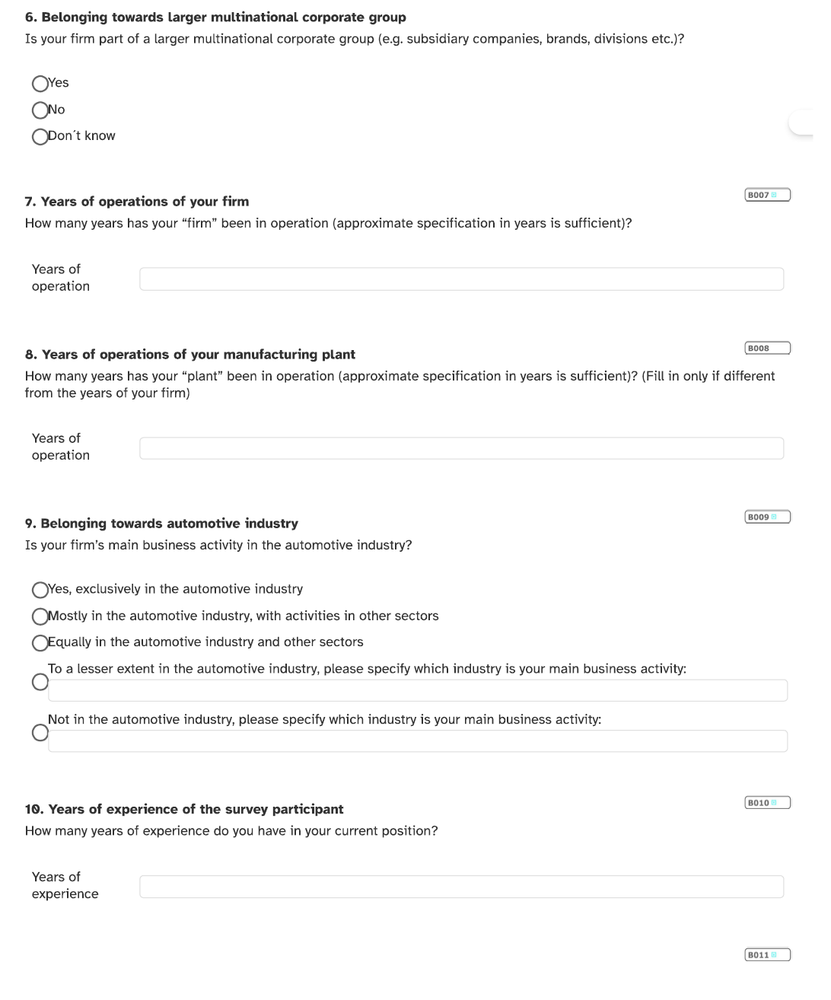 6. Belonging towards larger multinational corporate group
Is your firm part of a larger multinational corporate group (e.g. subsidiary companies, brands, divisions etc.)?
Yes
No
Don´t know
B007
7. Years of operations of your firm
How many years has your “firm” been in operation (approximate specification in years is sufficient)?
Years of
operation
B008
8. Years of operations of your manufacturing plant
How many years has your “plant” been in operation (approximate specification in years is sufficient)? (Fill in only if different
from the years of your firm)
Years of
operation
B009
9. Belonging towards automotive industry
Is your firm’s main business activity in the automotive industry?
Yes, exclusively in the automotive industry
Mostly in the automotive industry, with activities in other sectors
Equally in the automotive industry and other sectors
To a lesser extent in the automotive industry, please specify which industry is your main business activity:
Not in the automotive industry, please specify which industry is your main business activity:
B010
10. Years of experience of the survey participant
How many years of experience do you have in your current position?
Years of
experience
B011